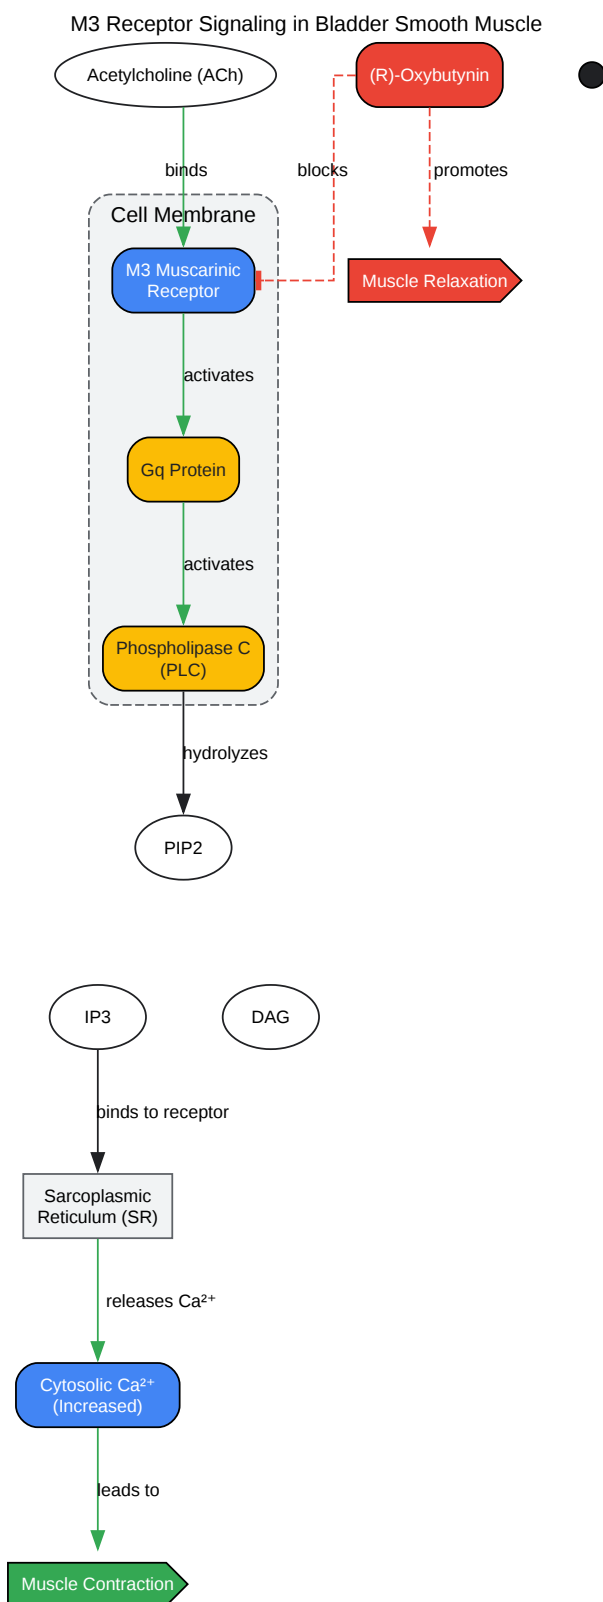 M3 Receptor Signaling in Bladder Smooth Muscle
Acetylcholine (ACh)
(R)-Oxybutynin
binds
blocks
promotes
Cell Membrane
M3 Muscarinic
Receptor
Muscle Relaxation
activates
Gq Protein
activates
Phospholipase C
(PLC)
hydrolyzes
PIP2
IP3
DAG
binds to receptor
Sarcoplasmic
Reticulum (SR)
releases Ca²⁺
Cytosolic Ca²⁺
(Increased)
leads to
Muscle Contraction